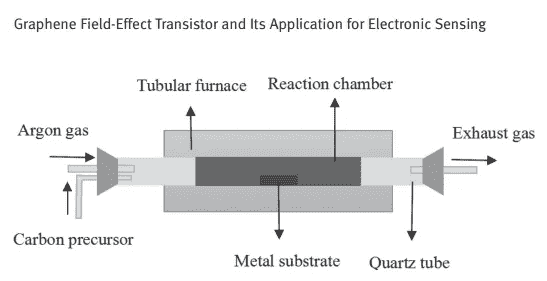 Graphene Field-Effect Transistor and Its Application for Electronic Sensing
Tubular furnace
Reaction chamber
Argon gas
Exhaust gas
Carbon precursor
Metal substrate
Quartz tube